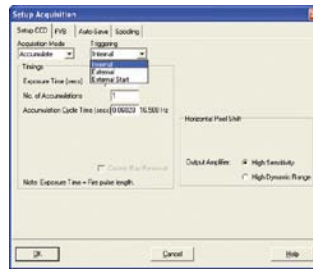 Setup Acquisition
Setup CCD FVB Auto-Save Spooling
Acquisition Mode Triggering
Accumulate Internal
Timings Internal
External
Exposure Time (secs) External Start
No. of Accumulations 1
Accumulation Cycle Time (secs) 0.06020 16.500 Hz
Horizontal Pixel Shift
Output Amplifier: High Sensitivity
High Dynamic Range
Note: Exposure Time = Fire pulse length.
OK Cancel Help